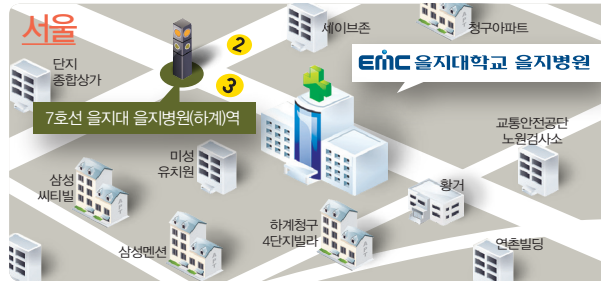 서울
2
세이브존
청구아파트
단지
종합상가
3
EMC 을지대학교 을지병원
7호선 을지대 을지병원(하계)역
교통안전공단
노원검사소
미성
유치원
삼성
씨티빌
황거
하계청구
4단지빌라
삼성멘션
연촌빌딩